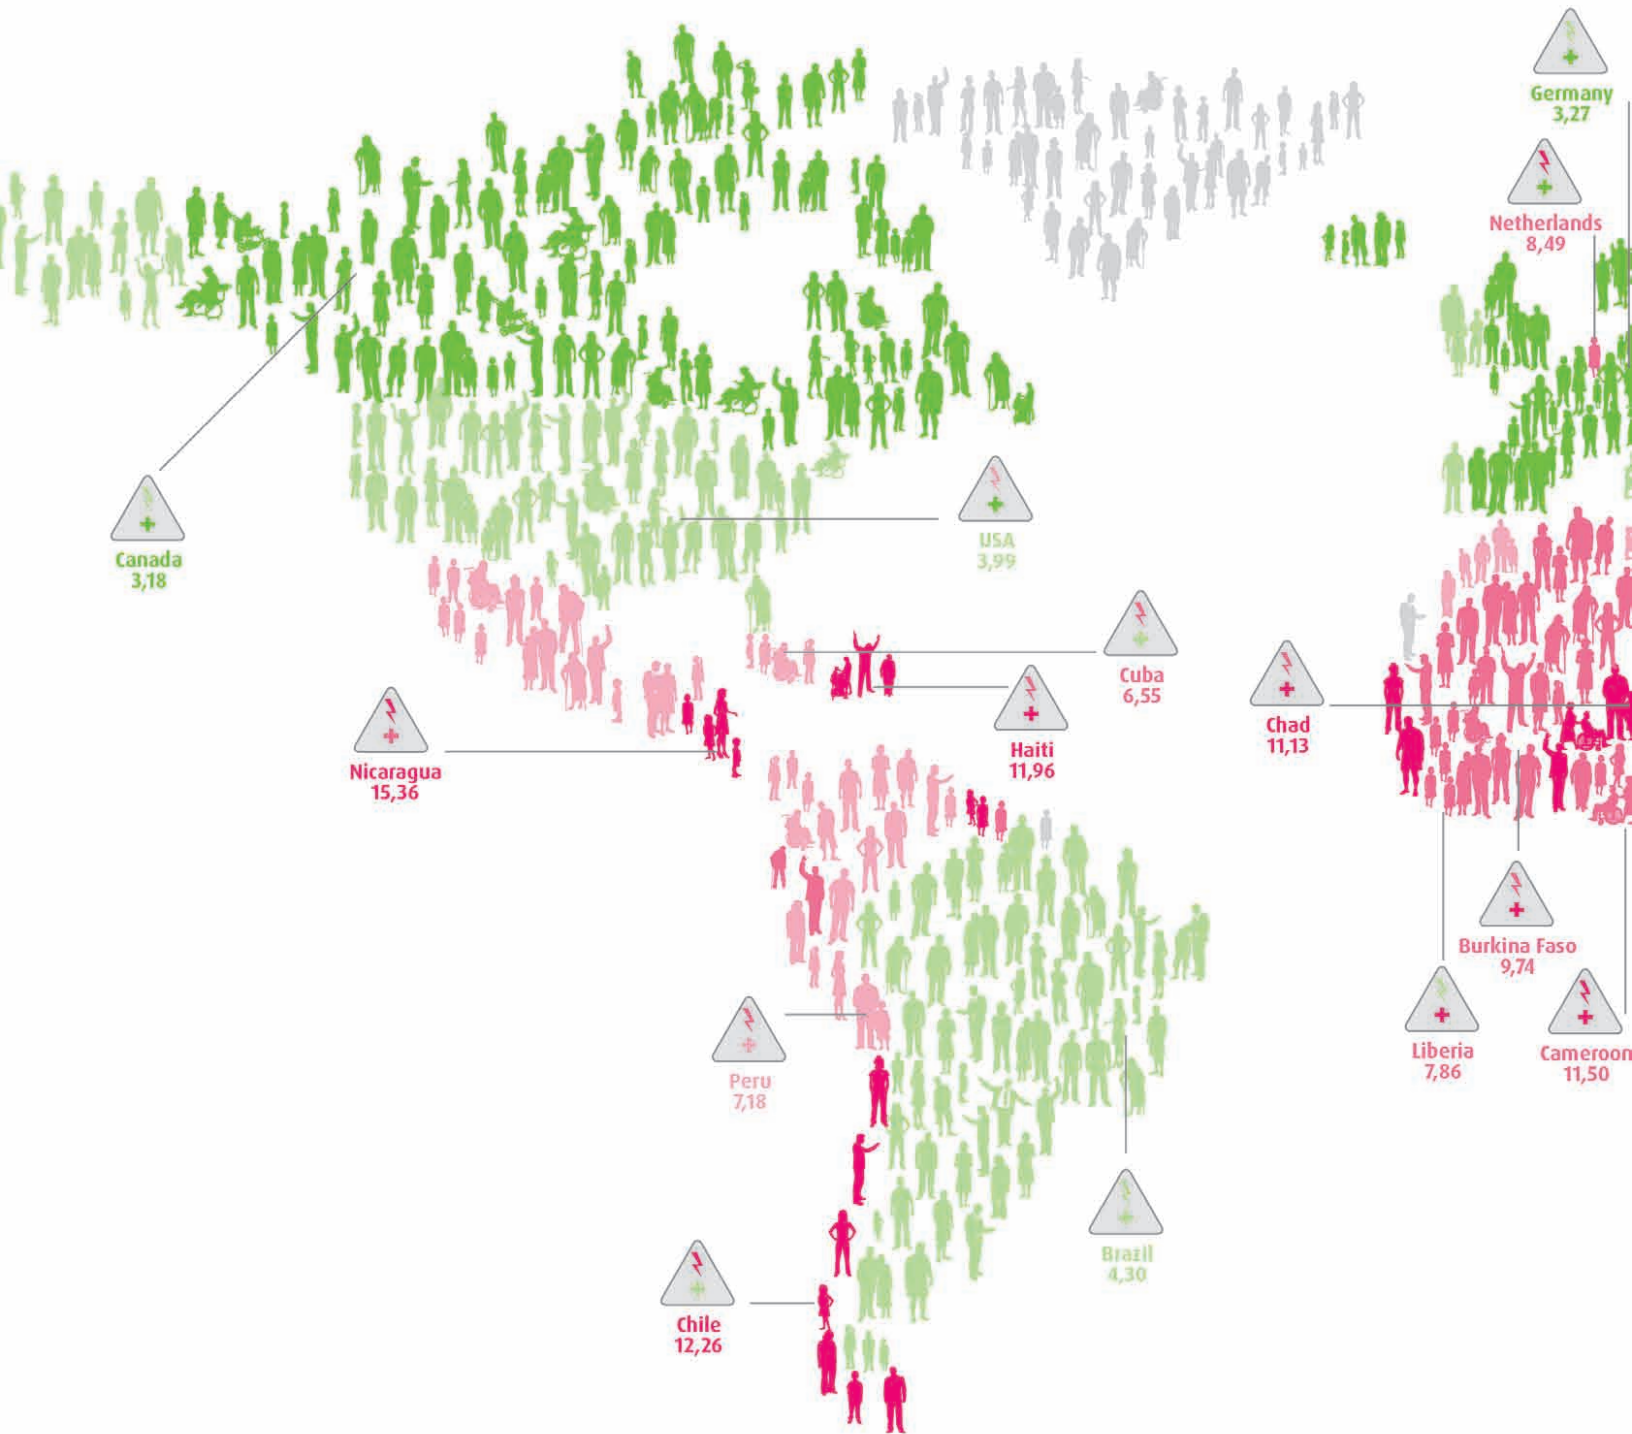 Germany
3,27
Netherlands
8,49
Canada
3,18
USA
3,99
Cuba
6,55
Haiti
11,96
Nicaragua
15,36
Chad
11,13
Burkina Faso
9,74
Liberia
7,86
Cameroon
11,50
Peru
7,18
Brazil
4,30
Chile
12,26